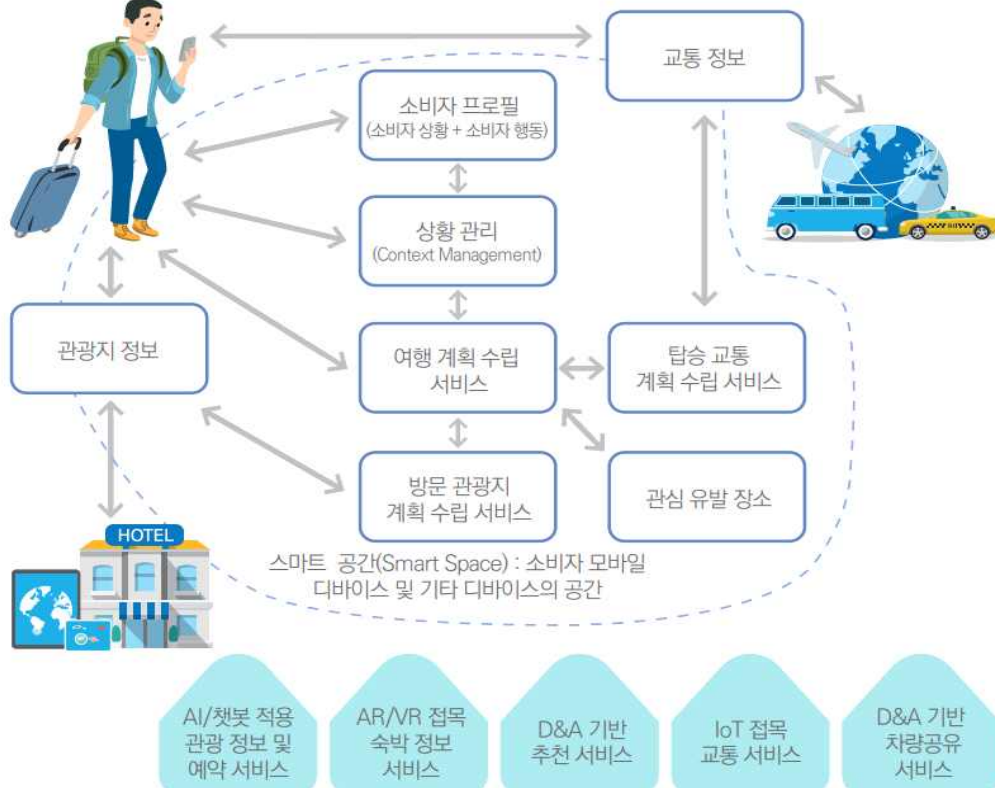 교통 정보
소비자 프로필
(소비자 상황 + 소비자 행동)
상황 관리
(Context Management)
관광지 정보
여행 계획 수립
서비스
탑승 교통
계획 수립 서비스
방문 관광지
계획 수립 서비스
관심 유발 장소
HOTEL
스마트 공간(Smart Space) : 소비자 모바일
디바이스 및 기타 디바이스의 공간
AI/챗봇 적용
관광 정보 및
예약 서비스
AR/VR 접목
숙박 정보
서비스
D&A 기반
추천 서비스
IoT 접목
교통 서비스
D&A 기반
차량공유
서비스